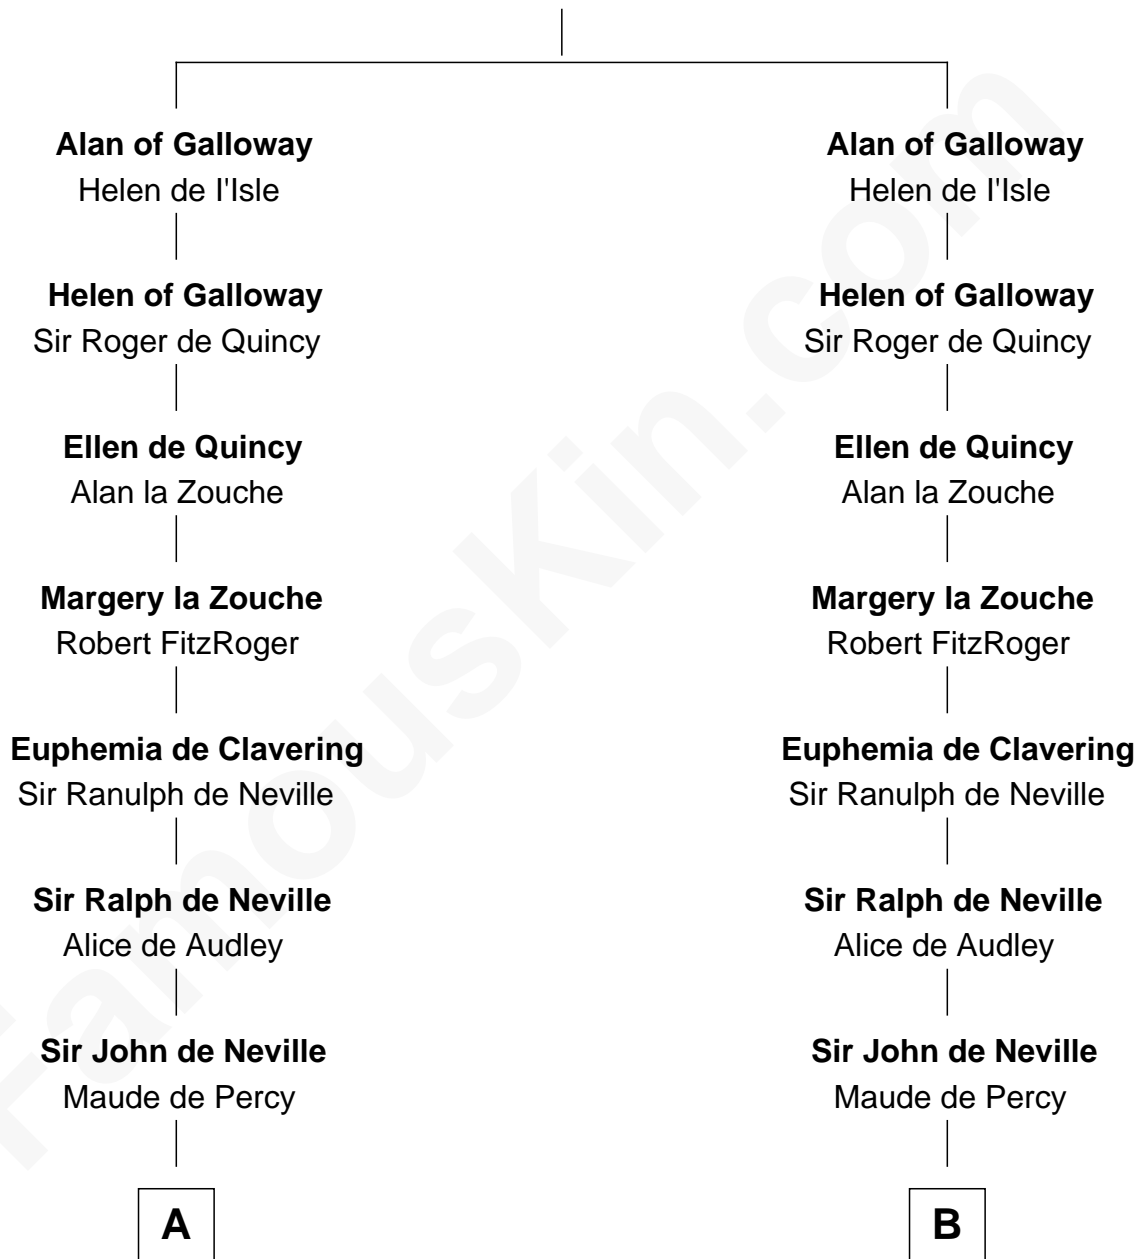 Alan of Galloway
Helen de I'Isle
Helen of Galloway
Sir Roger de Quincy
Ellen de Quincy
Alan la Zouche
Margery la Zouche
Robert FitzRoger
Euphemia de Clavering
Sir Ranulph de Neville
Sir Ralph de Neville
Alice de Audley
Sir John de Neville
Maude de Percy
A
Alan of Galloway
Helen de I'Isle
Helen of Galloway
Sir Roger de Quincy
Ellen de Quincy
Alan la Zouche
Margery la Zouche
Robert FitzRoger
Euphemia de Clavering
Sir Ranulph de Neville
Sir Ralph de Neville
Alice de Audley
Sir John de Neville
Maude de Percy
B
FamousKin.com